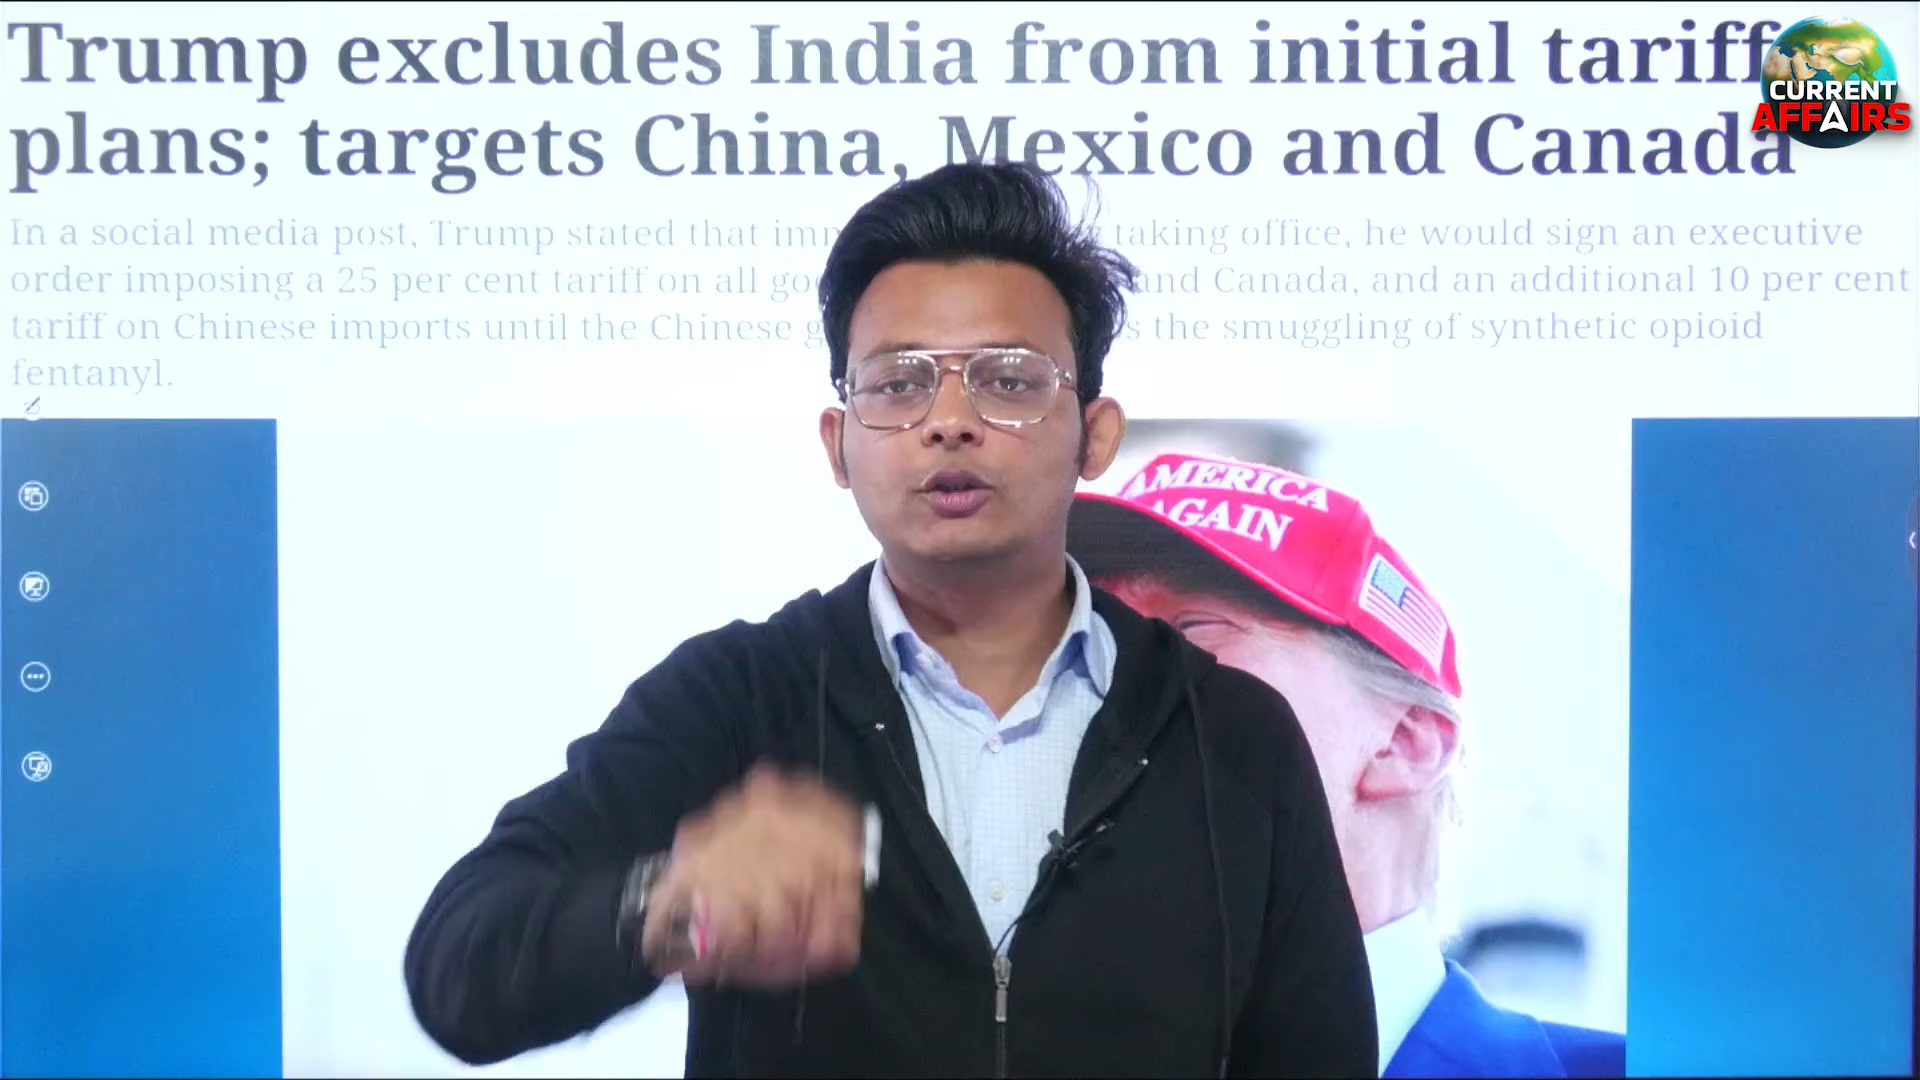 Trump excludes India from initial tariff
plans; targets China, Mexico and Canada
In a social media post, Trump stated that taking office, he would sign an executive
order imposing a 25 per cent tariff on all and Canada, and an additional 10 per cent
tariff on Chinese imports until the Chinese the smuggling of synthetic opioid
fentanyl.
CURRENT
AFFAIRS
AMERICA
AGAIN